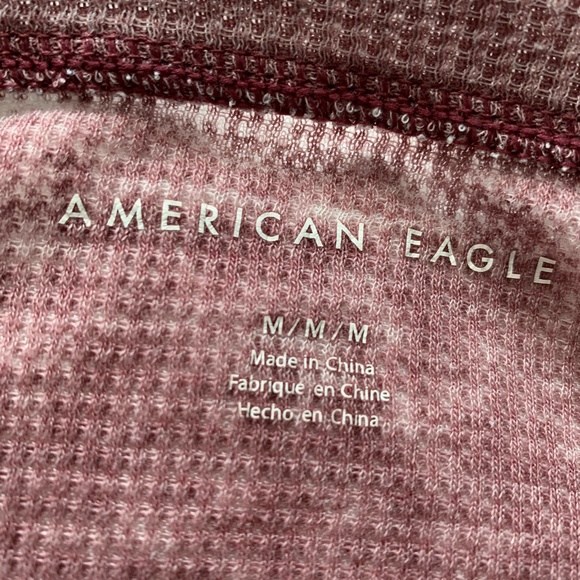 AMERICAN EAGLE
M/M/M
Made in China
Fabriqué en Chine
Hecho en China